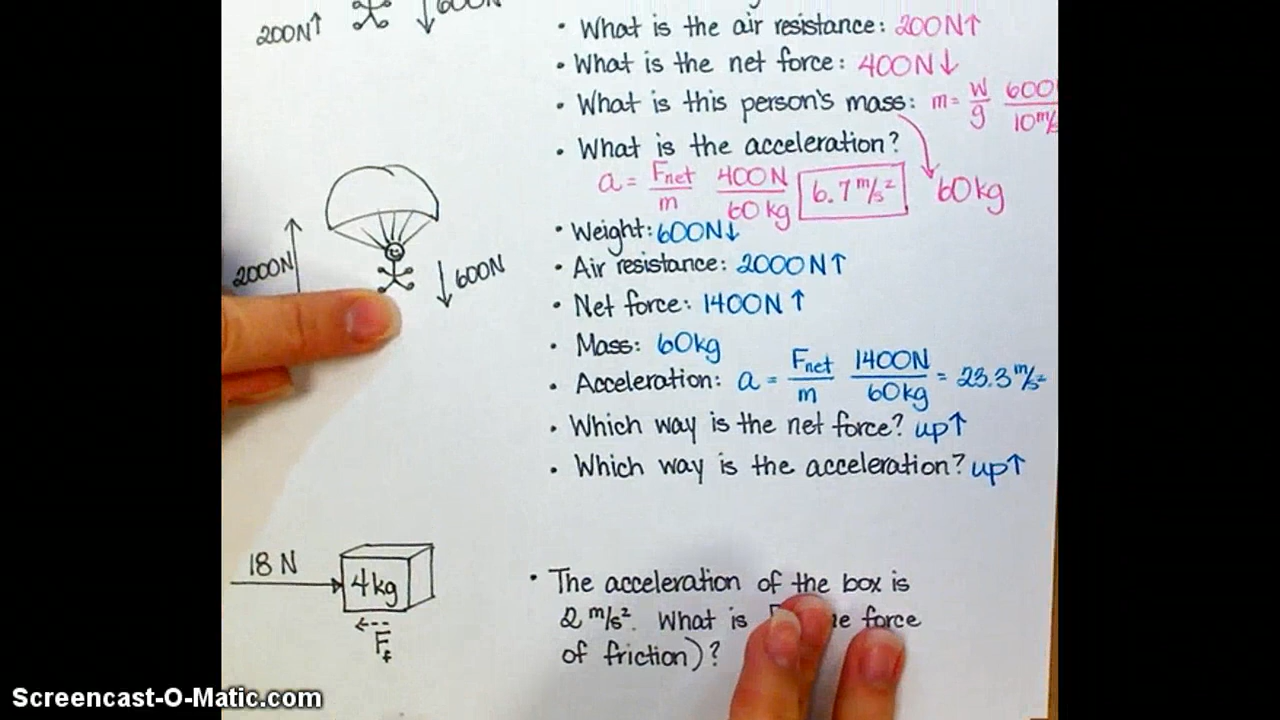 200N↑
600N
• What is the air resistance: 200N↑
• What is the net force: 400N↓
• What is this person's mass: m = W/g 600/10 m/s
• What is the acceleration? 60kg
a = Fnet/m 400N/60kg 6.7 m/s²
2000N
600N
• Weight: 600N↓
• Air resistance: 2000N↑
• Net force: 1400N↑
• Mass: 60kg
• Acceleration: a = Fnet/m 1400N/60kg = 23.3 m/s²
• Which way is the net force? up↑
• Which way is the acceleration? up↑
18 N
4kg
Ff
• The acceleration of the box is
2 m/s². What is force
of friction)?
Screencast-O-Matic.com